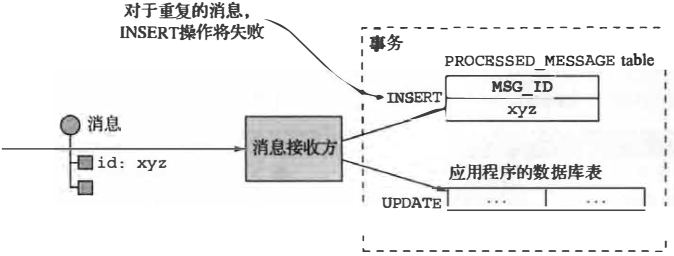 对于重复的消息，
INSERT操作将失败
事务
PROCESSED_MESSAGE table
INSERT
MSG_ID
xyz
消息
id: xyz
消息接收方
应用程序的数据库表
UPDATE
... ...